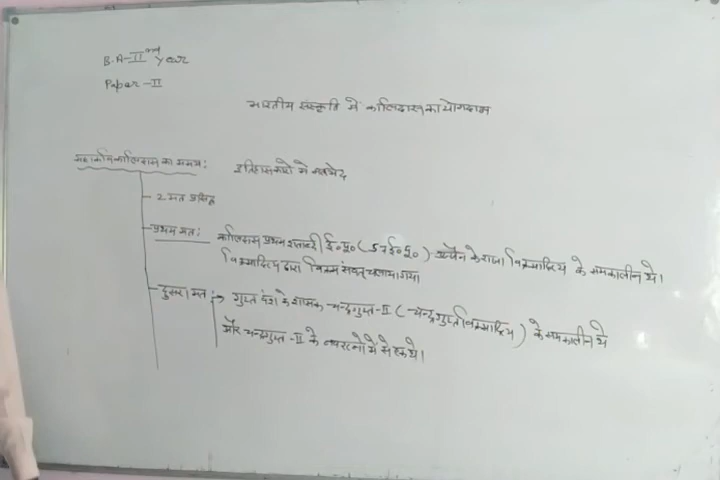 B.A-IInd Year
Paper-II
भारतीय संस्कृति में कालिदास का योगदान
महाकवि कालिदास का समय: इतिहासकारों में मतभेद
2 मत प्रसिद्ध
प्रथम मत: कालिदास प्रथम शताब्दी ई०पू० (57 ई०पू०) उज्जैन के राजा विक्रमादित्य के समकालीन थे।
विक्रमादित्य द्वारा विक्रम संवत् चलाया गया
दुसरा मत :→ गुप्त वंश के शासक चन्द्रगुप्त-II (चन्द्रगुप्त विक्रमादित्य) के समकालीन थे
और चन्द्रगुप्त-II के नवरत्नों में से एक थे।